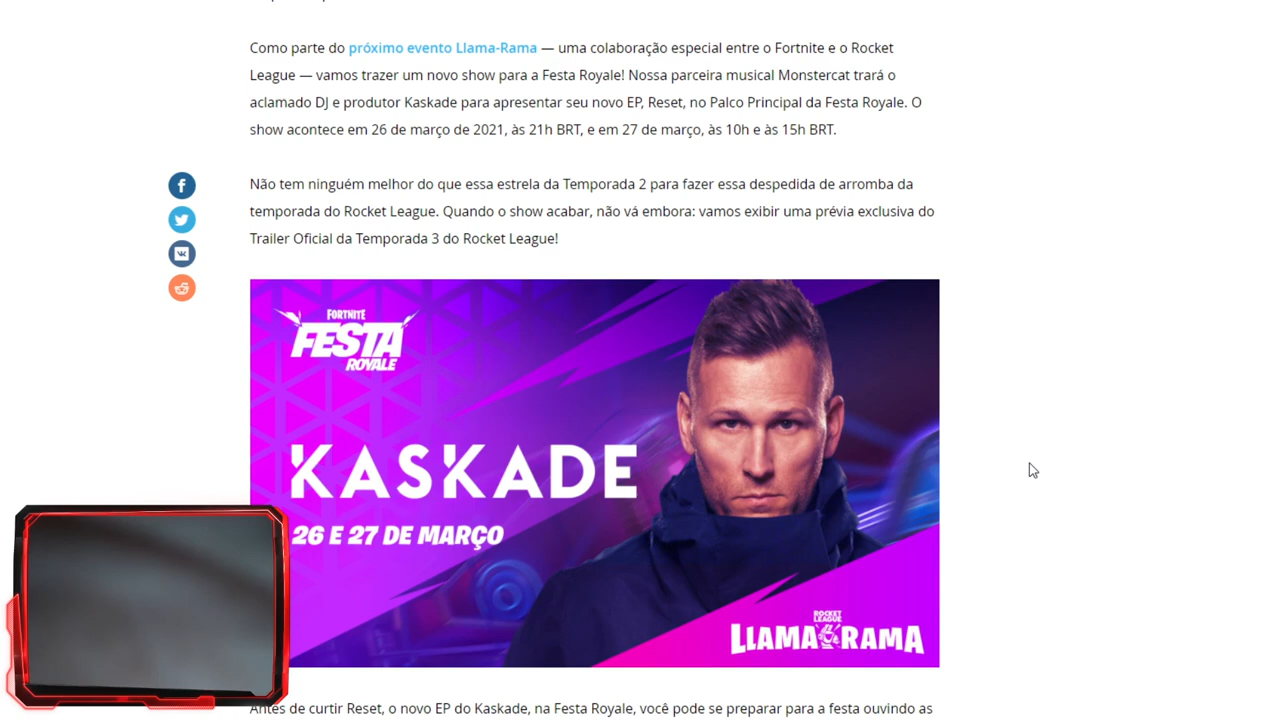 Como parte do próximo evento Llama-Rama — uma colaboração especial entre o Fortnite e o Rocket
League — vamos trazer um novo show para a Festa Royale! Nossa parceira musical Monstercat trará o
aclamado DJ e produtor Kaskade para apresentar seu novo EP, Reset, no Palco Principal da Festa Royale. O
show acontece em 26 de março de 2021, às 21h BRT, e em 27 de março, às 10h e às 15h BRT.
Não tem ninguém melhor do que essa estrela da Temporada 2 para fazer essa despedida de arromba da
temporada do Rocket League. Quando o show acabar, não vá embora: vamos exibir uma prévia exclusiva do
Trailer Oficial da Temporada 3 do Rocket League!
FORTNITE
FESTA
ROYALE
KASKADE
26 E 27 DE MARÇO
ROCKET
LEAGUE
LLAMA RAMA
Antes de curtir Reset, o novo EP do Kaskade, na Festa Royale, você pode se preparar para a festa ouvindo as